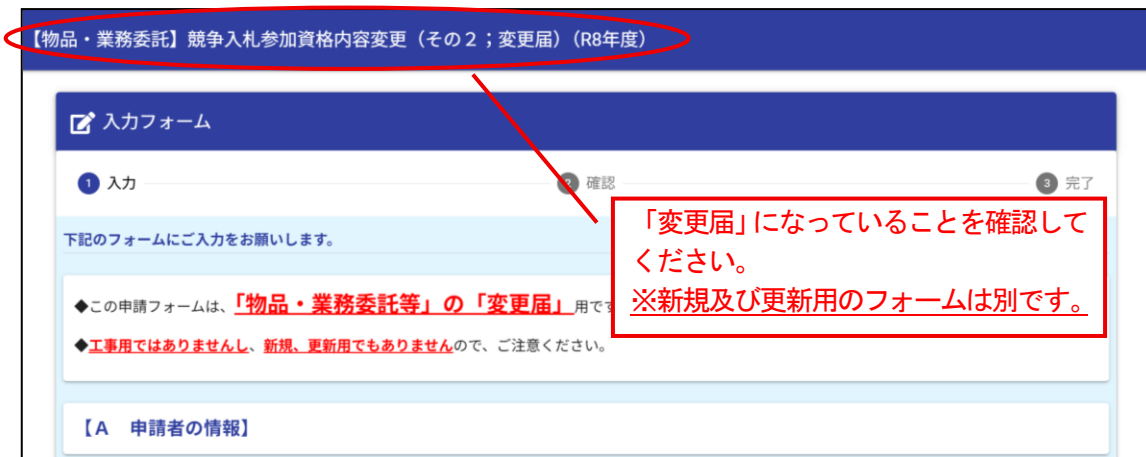 【物品・業務委託】競争入札参加資格内容変更（その２；変更届）（R8年度）
入力フォーム
1 入力
2 確認
3 完了
下記のフォームにご入力をお願いします。
「変更届」になっていることを確認して
ください。
※新規及び更新用のフォームは別です。
◆この申請フォームは、「物品・業務委託等」の「変更届」用です
◆工事用ではありませんし、新規、更新用でもありませんので、ご注意ください。
【A　申請者の情報】